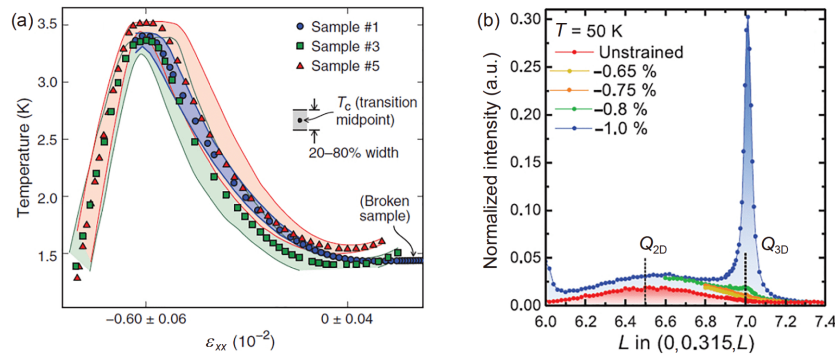 (a)
3.5
3.0
2.5
2.0
1.5
Temperature (K)
Sample #1
Sample #3
Sample #5
Tc (transition
midpoint)
20–80% width
(Broken
sample)
−0.60 ± 0.06
0 ± 0.04
εxx (10⁻²)
(b)
0.30
0.25
0.20
0.15
0.10
0.05
0.00
Normalized intensity (a.u.)
T = 50 K
Unstrained
−0.65 %
−0.75 %
−0.8 %
−1.0 %
Q2D
Q3D
6.0 6.2 6.4 6.6 6.8 7.0 7.2 7.4
L in (0,0.315,L)